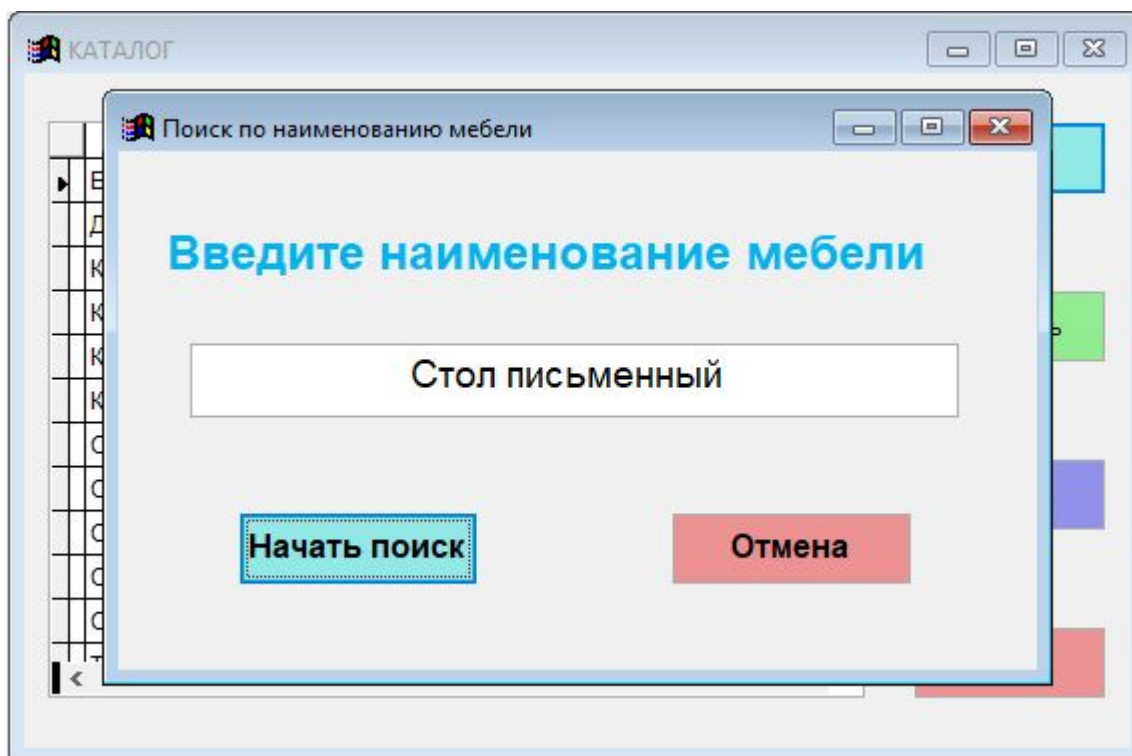 КАТАЛОГ
Поиск по наименованию мебели
Введите наименование мебели
Стол письменный
Начать поиск
Отмена